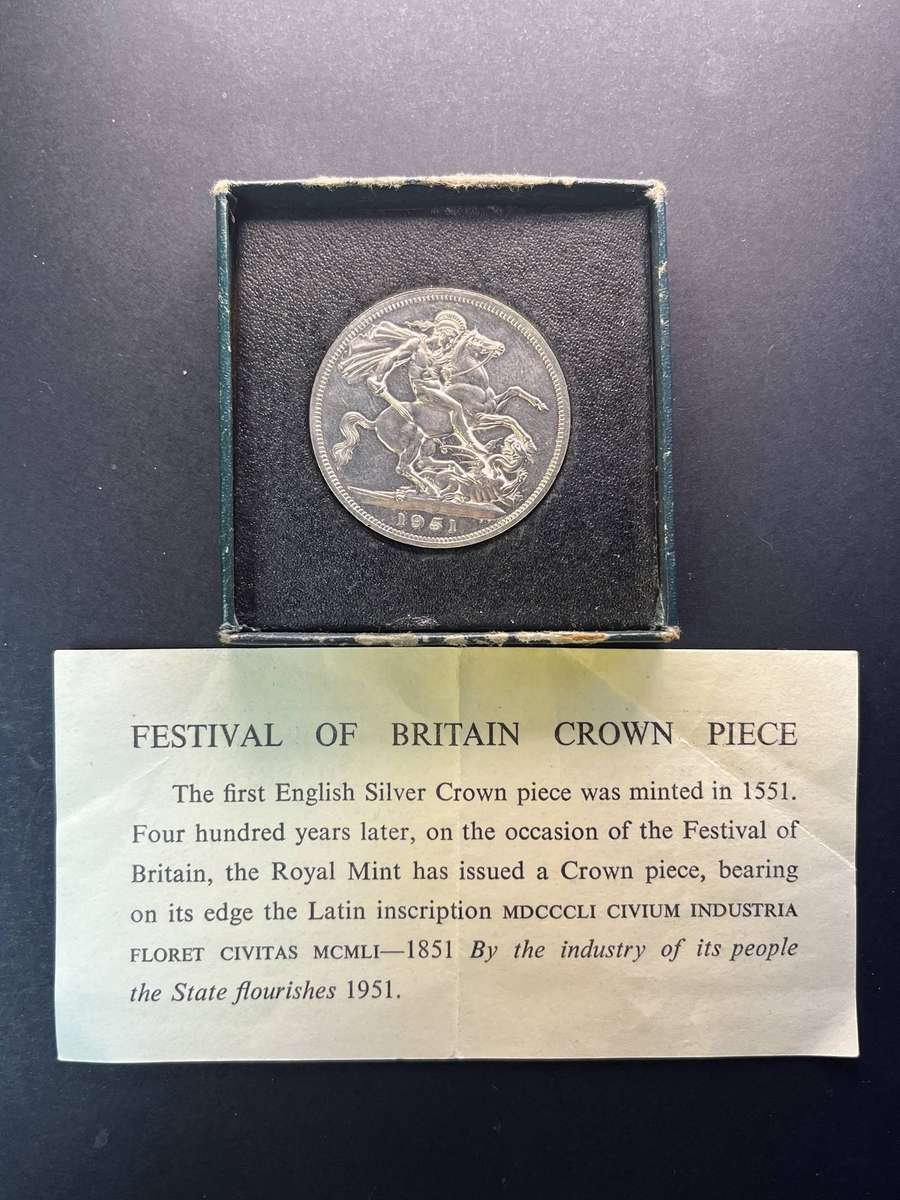 1951
FESTIVAL OF BRITAIN CROWN PIECE
The first English Silver Crown piece was minted in 1551.
Four hundred years later, on the occasion of the Festival of
Britain, the Royal Mint has issued a Crown piece, bearing
on its edge the Latin inscription MDCCCLI CIVIUM INDUSTRIA
FLORET CIVITAS MCMLI—1851 By the industry of its people
the State flourishes 1951.